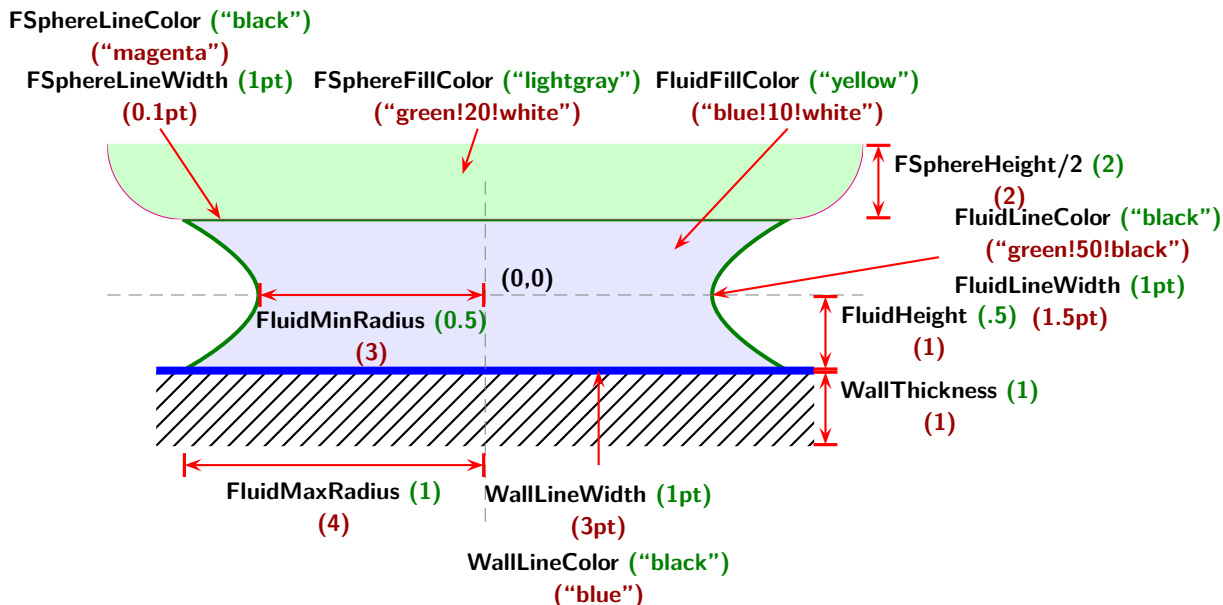 FSphereLineColor (“black”)
(“magenta”)
FSphereLineWidth (1pt)
(0.1pt)
FSphereFillColor (“lightgray”)
(“green!20!white”)
FluidFillColor (“yellow”)
(“blue!10!white”)
FSphereHeight/2 (2)
(2)
FluidLineColor (“black”)
(“green!50!black”)
FluidLineWidth (1pt)
(1.5pt)
(0,0)
FluidMinRadius (0.5)
(3)
FluidHeight (.5)
(1)
WallThickness (1)
(1)
FluidMaxRadius (1)
(4)
WallLineWidth (1pt)
(3pt)
WallLineColor (“black”)
(“blue”)